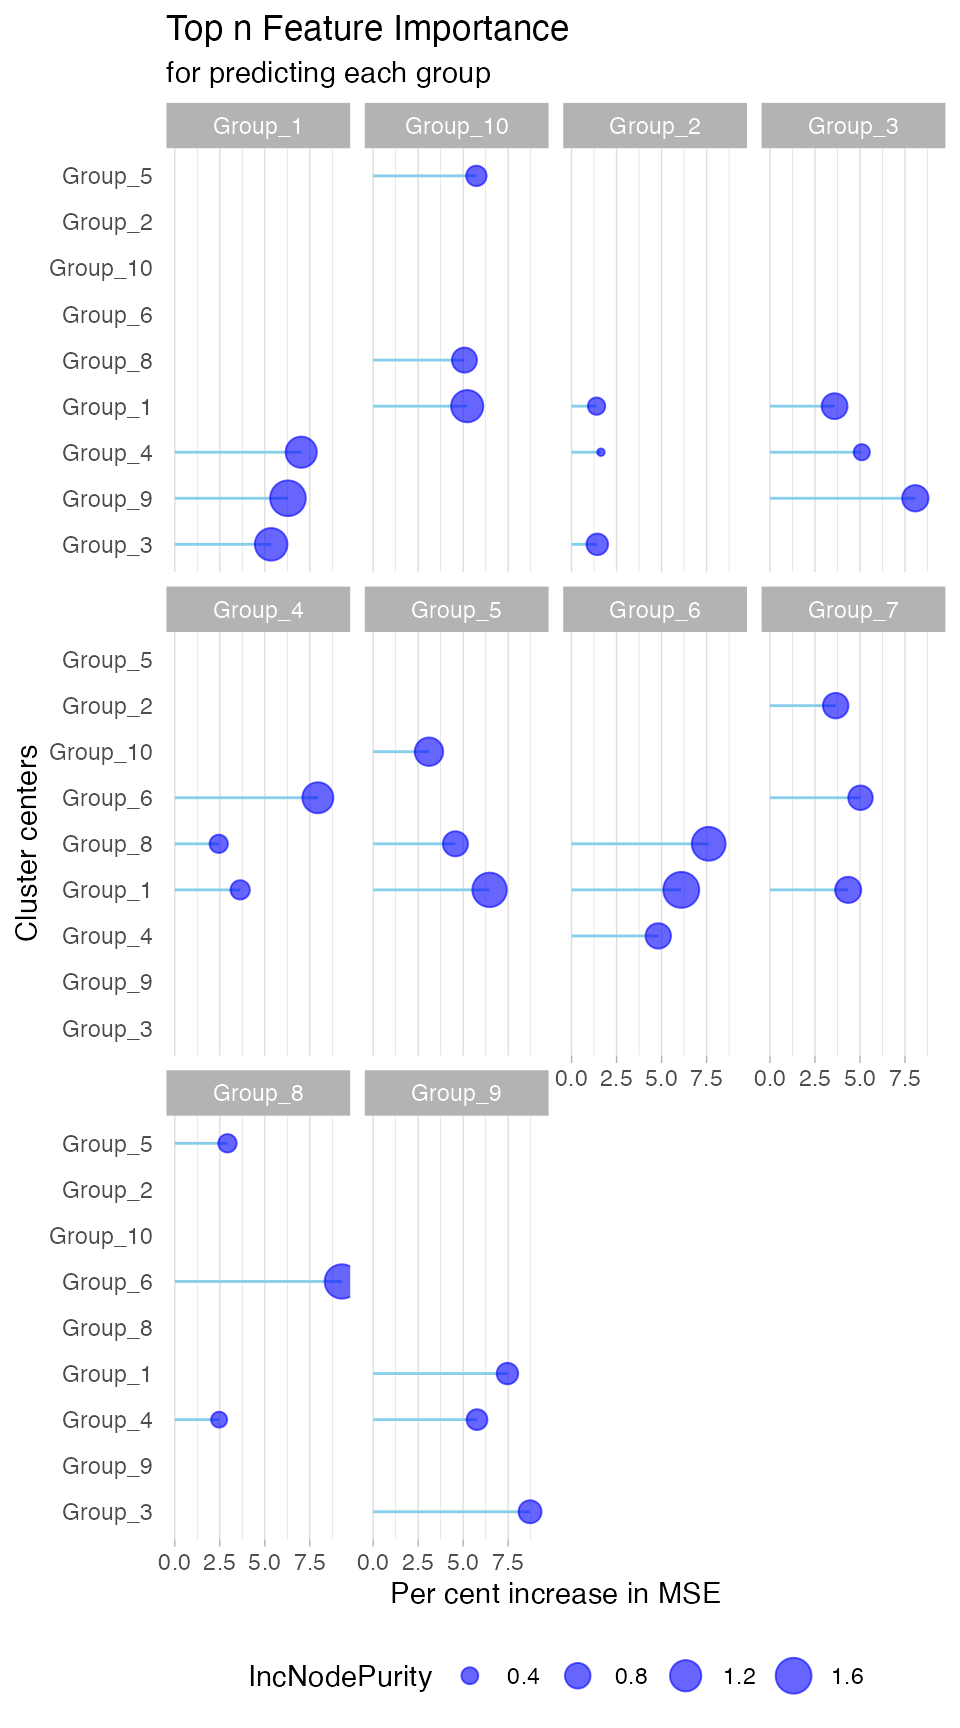 Top n Feature Importance
for predicting each group
Group_1 Group_10 Group_2 Group_3
Group_5
Group_2
Group_10
Group_6
Group_8
Group_1
Group_4
Group_9
Group_3
Group_4 Group_5 Group_6 Group_7
Group_5
Group_2
Group_10
Group_6
Group_8
Group_1
Group_4
Group_9
Group_3
Cluster centers
0.0 2.5 5.0 7.5 0.0 2.5 5.0 7.5
Group_8 Group_9
Group_5
Group_2
Group_10
Group_6
Group_8
Group_1
Group_4
Group_9
Group_3
0.0 2.5 5.0 7.5 0.0 2.5 5.0 7.5
Per cent increase in MSE
IncNodePurity 0.4 0.8 1.2 1.6